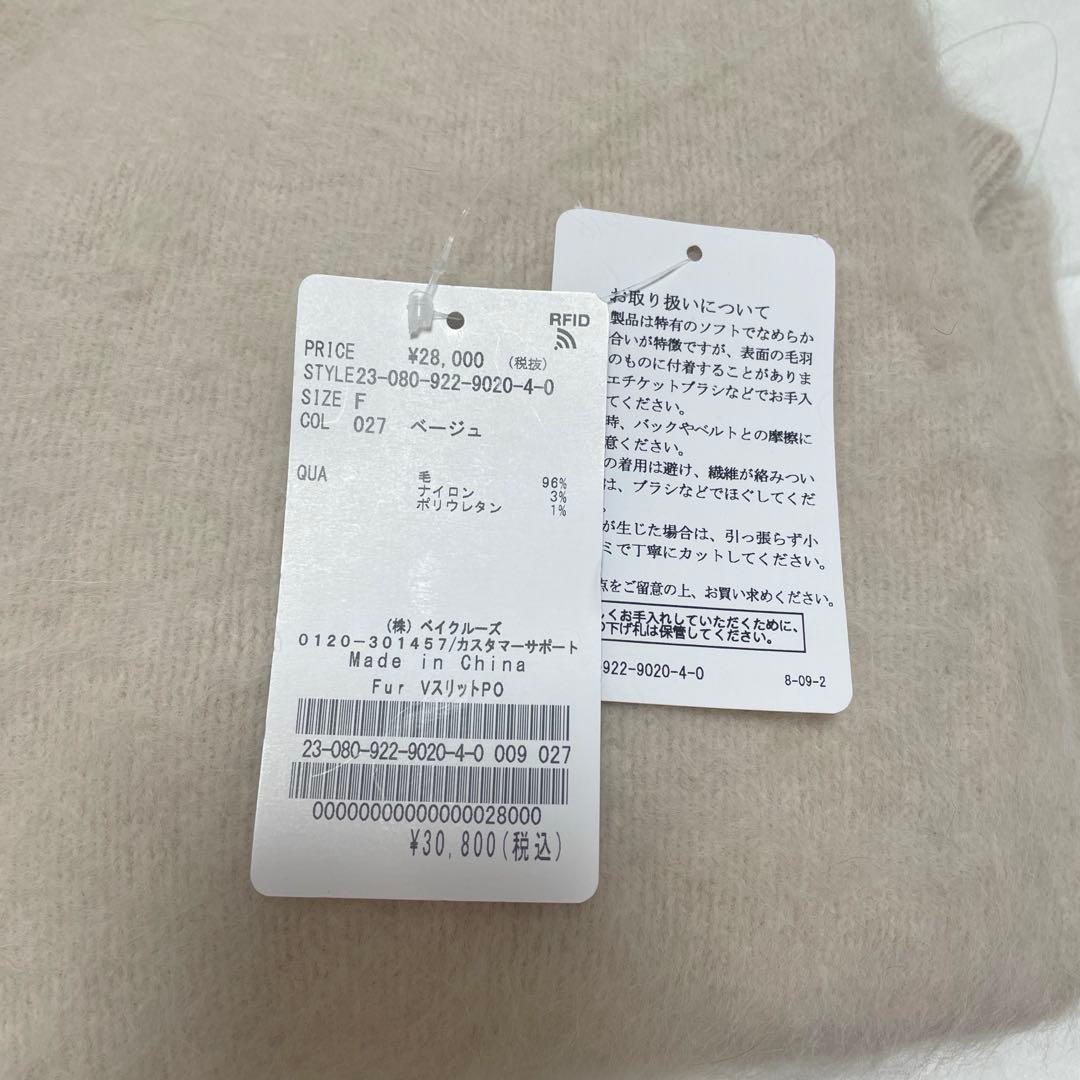 RFID
PRICE ¥28,000 (税抜)
STYLE23-080-922-9020-4-0
SIZE F
COL 027 ベージュ
QUA 毛 96%
ナイロン 3%
ポリウレタン 1%
(株)ベイクルーズ
0120-301457/カスタマーサポート
Made in China
Fur VスリットPO
23-080-922-9020-4-0 009 027
00000000000000028000
¥30,800(税込)
お取り扱いについて
製品は特有のソフトでなめらか
合いが特徴ですが、表面の毛羽
のものに付着することがありま
エチケットブラシなどでお手入
てください。
時、バックやベルトとの摩擦に
意ください。
の着用は避け、繊維が絡みつい
は、ブラシなどでほぐしてくだ
。
が生じた場合は、引っ張らず小
ミで丁寧にカットしてください。
点をご留意の上、お買い求めください。
くお手入れしていただくために、
下げ札は保管してください。
922-9020-4-0 8-09-2